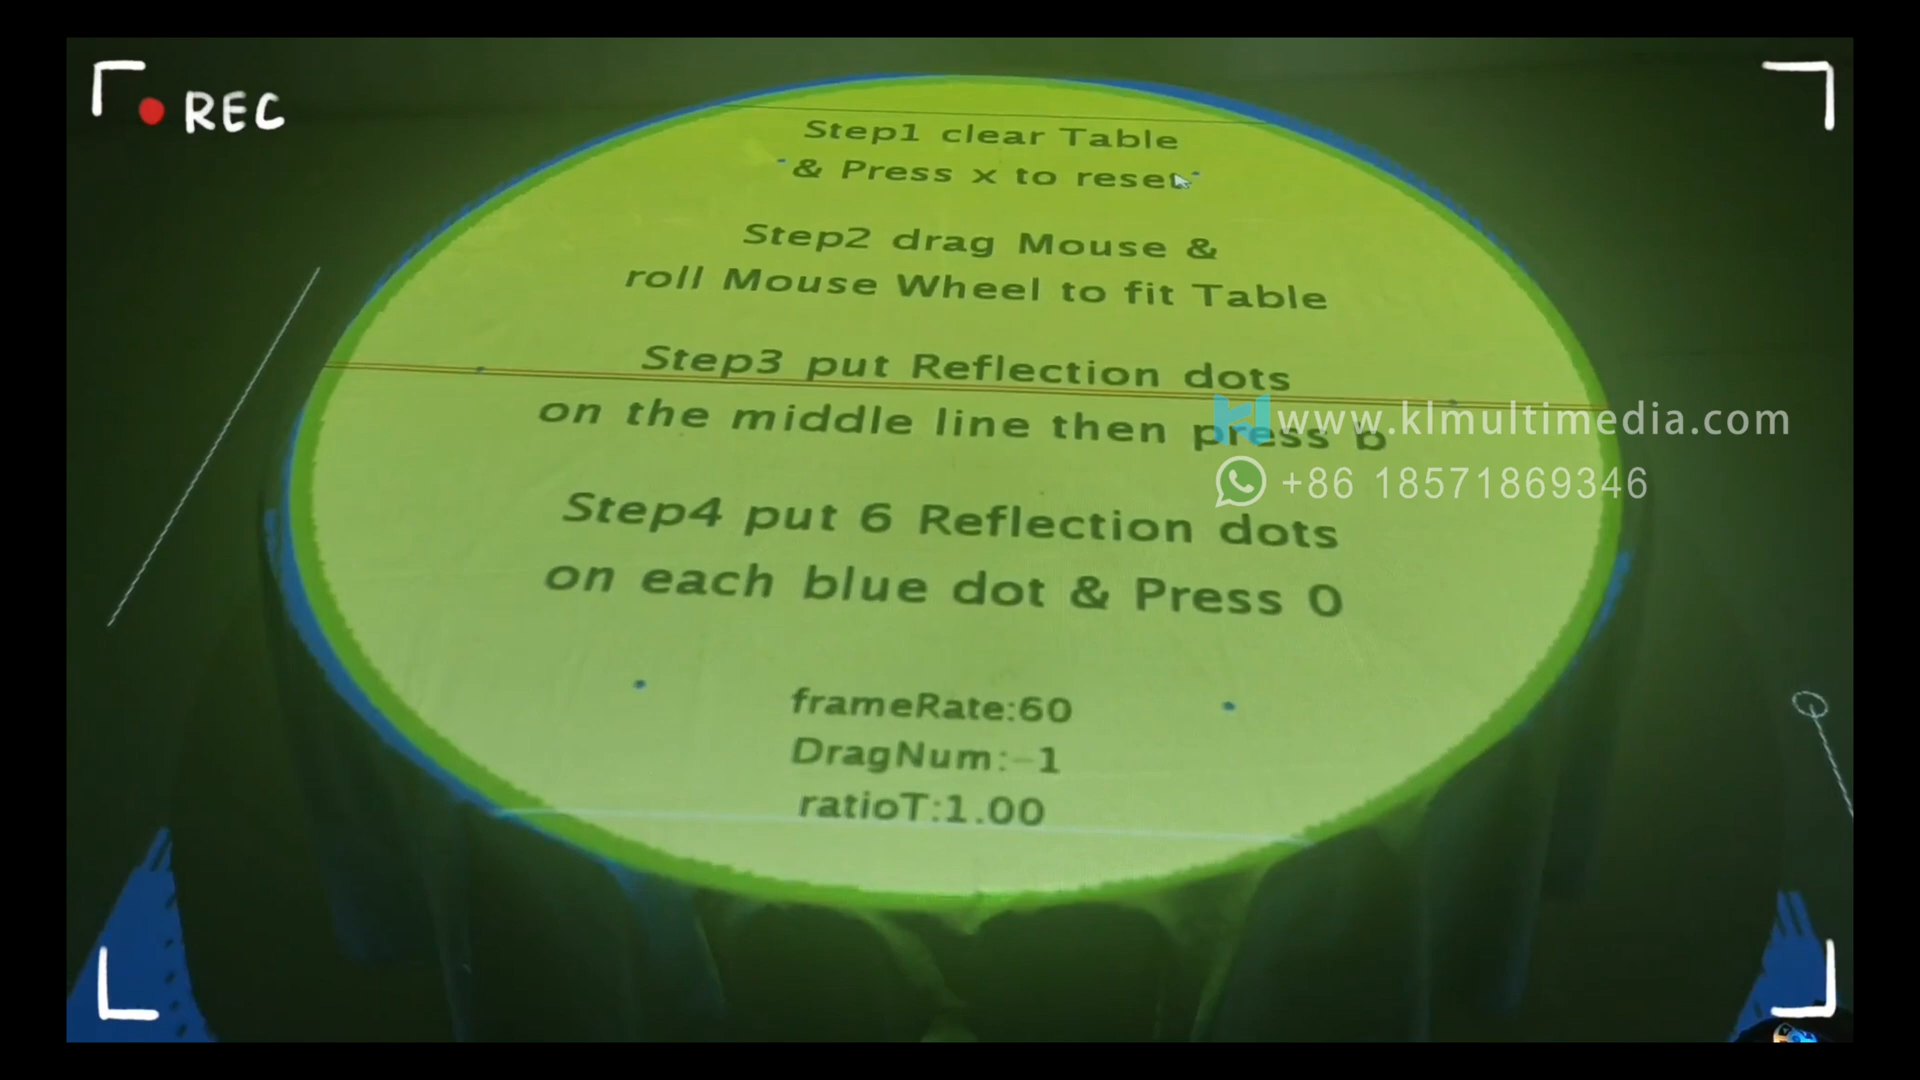 REC
Step1 clear Table
& Press x to reset
Step2 drag Mouse &
roll Mouse Wheel to fit Table
Step3 put Reflection dots
on the middle line then press b
www.klmultimedia.com
+86 18571869346
Step4 put 6 Reflection dots
on each blue dot & Press 0
frameRate:60
DragNum:-1
ratioT:1.00